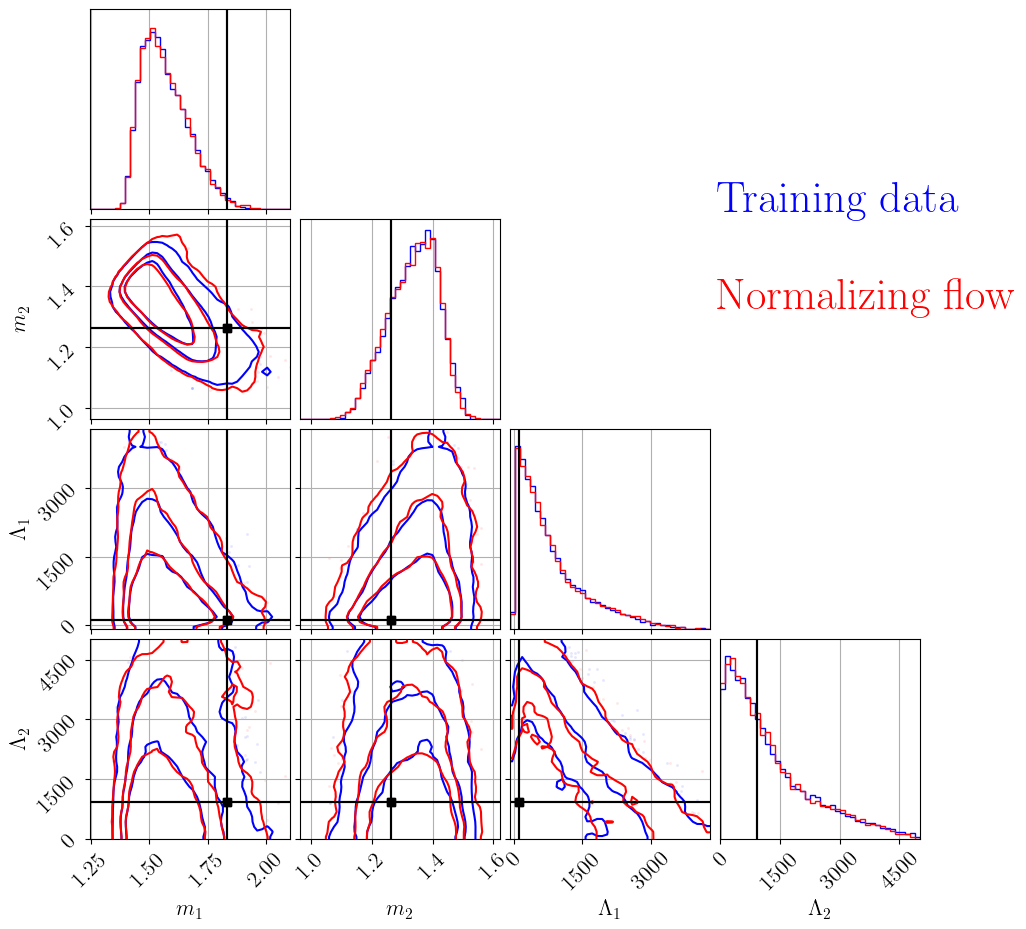 Training data
1.6
1.4
m₂
1.2
1.0
Normalizing flow
3000
Λ₁
1500
0
4500
3000
Λ₂
1500
0
1.25 1.50 1.75 2.00 1.0 1.2 1.4 1.6 0 1500 3000 0 1500 3000 4500
m₁ m₂ Λ₁ Λ₂